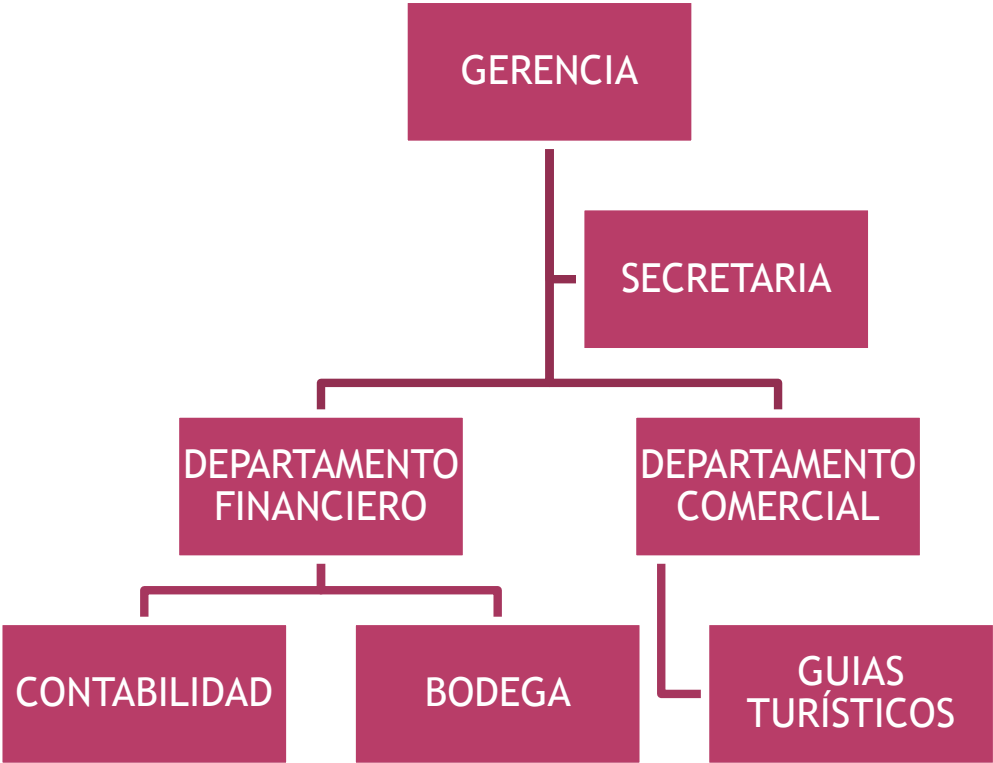 GERENCIA
SECRETARIA
DEPARTAMENTO
FINANCIERO
DEPARTAMENTO
COMERCIAL
CONTABILIDAD
BODEGA
GUIAS
TURÍSTICOS